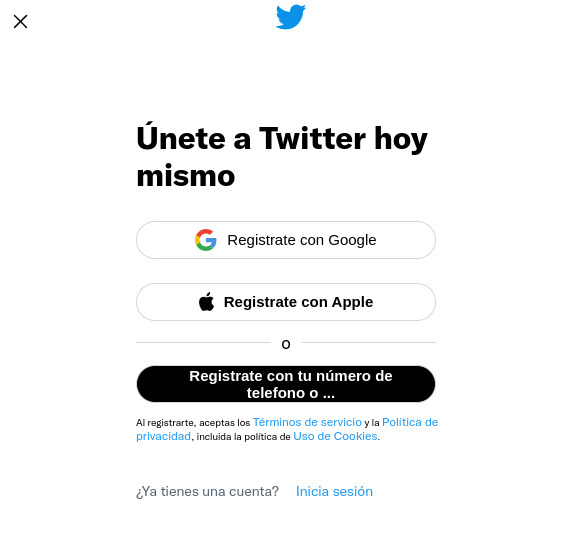 Únete a Twitter hoy
mismo
Registrate con Google
Registrate con Apple
o
Registrate con tu número de
telefono o ...
Al registrarte, aceptas los Términos de servicio y la Política de
privacidad, incluida la política de Uso de Cookies.
¿Ya tienes una cuenta? Inicia sesión